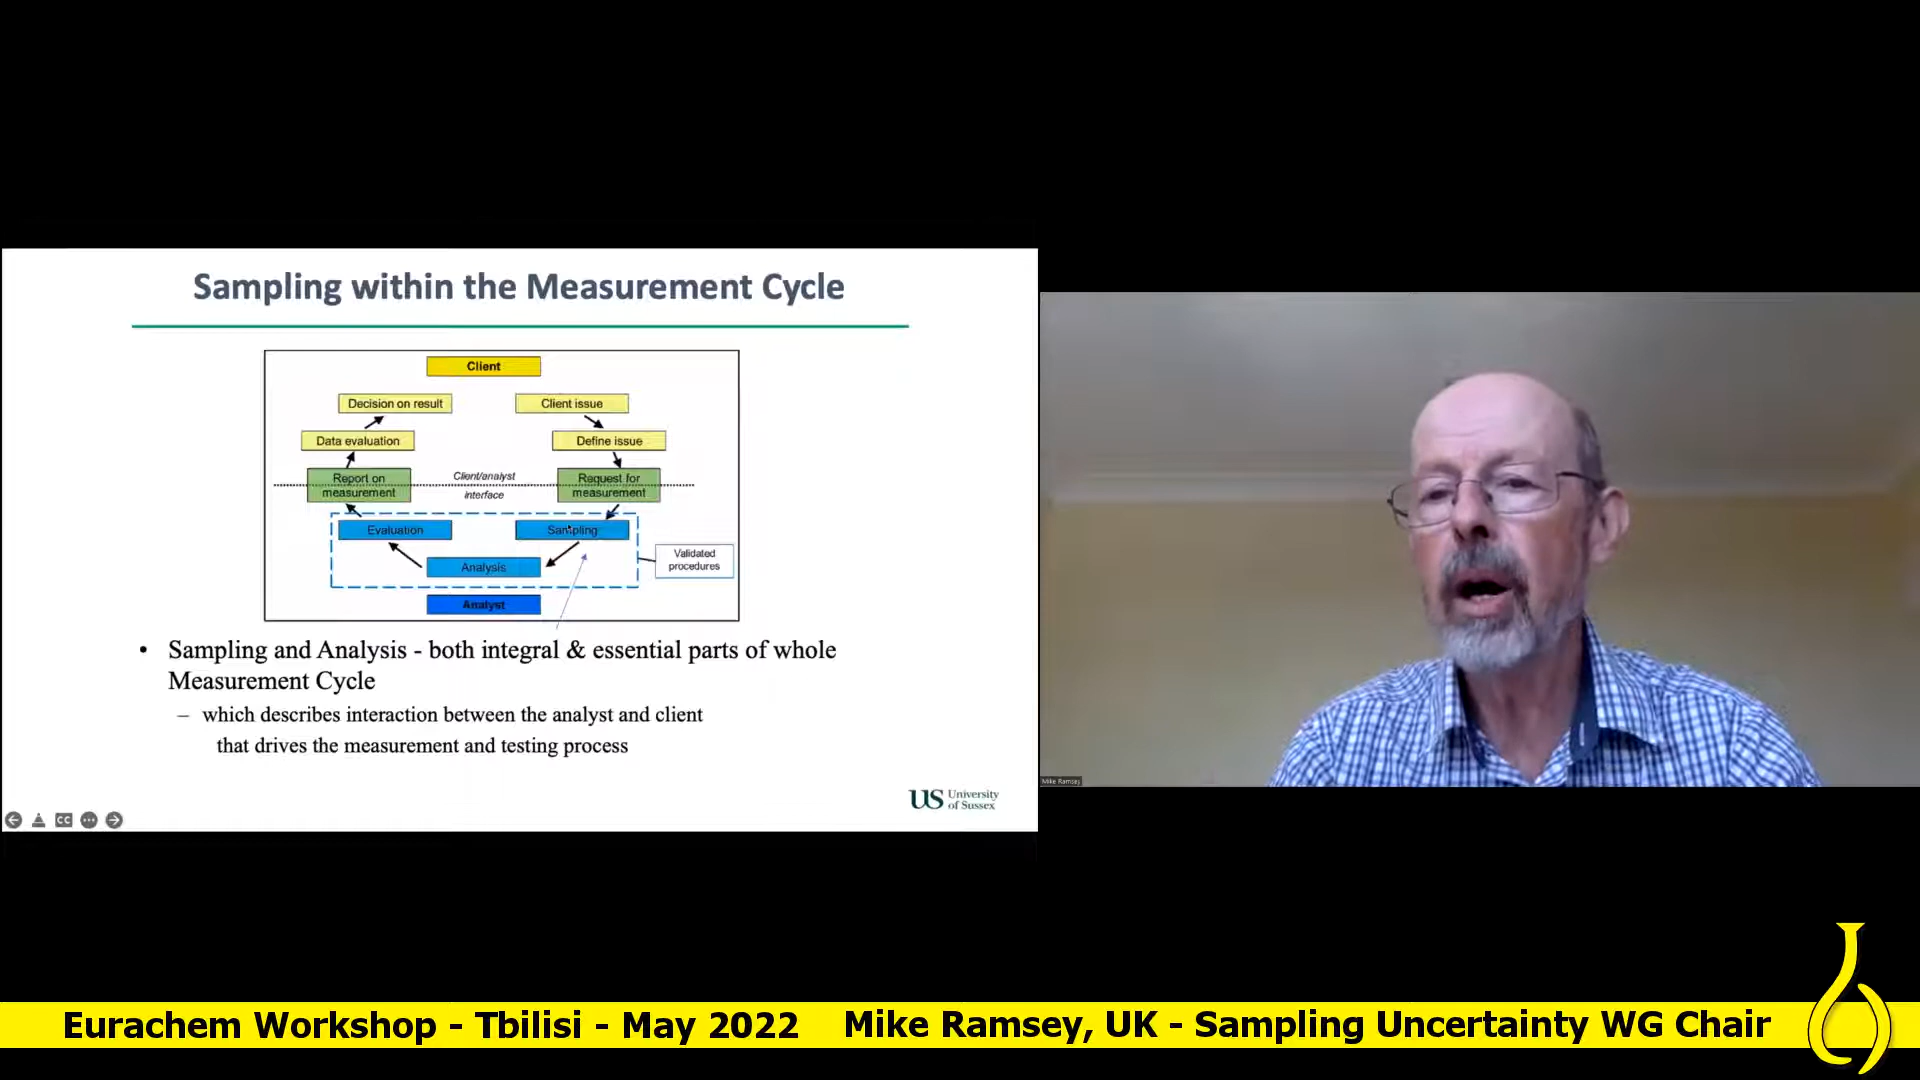 Sampling within the Measurement Cycle
Client
Decision on result
Client issue
Data evaluation
Define issue
Report on
measurement
Client/analyst
interface
Request for
measurement
Evaluation
Sampling
Analysis
Validated
procedures
Analyst
• Sampling and Analysis - both integral & essential parts of whole
Measurement Cycle
– which describes interaction between the analyst and client
that drives the measurement and testing process
US University
of Sussex
CC
Mike Ramsey
Eurachem Workshop - Tbilisi - May 2022 Mike Ramsey, UK - Sampling Uncertainty WG Chair